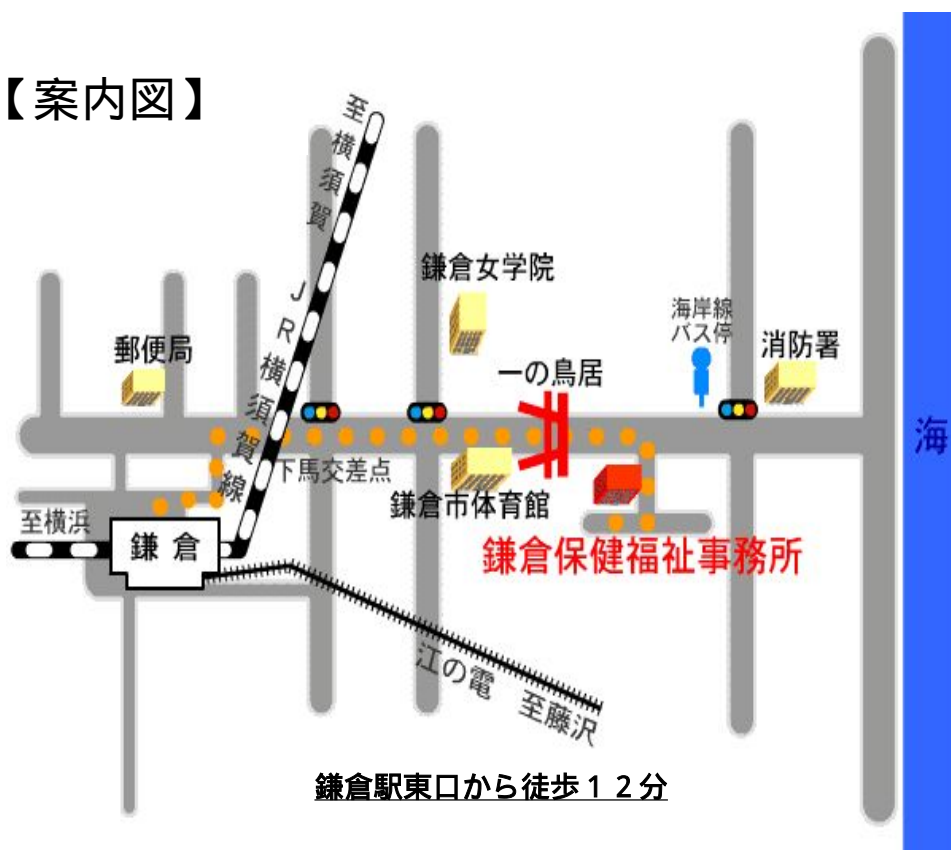 【案内図】
至横須賀
JR横須賀線
鎌倉女学院
海岸線
バス停
消防署
郵便局
一の鳥居
海
下馬交差点
鎌倉市体育館
至横浜
鎌倉
鎌倉保健福祉事務所
江の電 至藤沢
鎌倉駅東口から徒歩12分